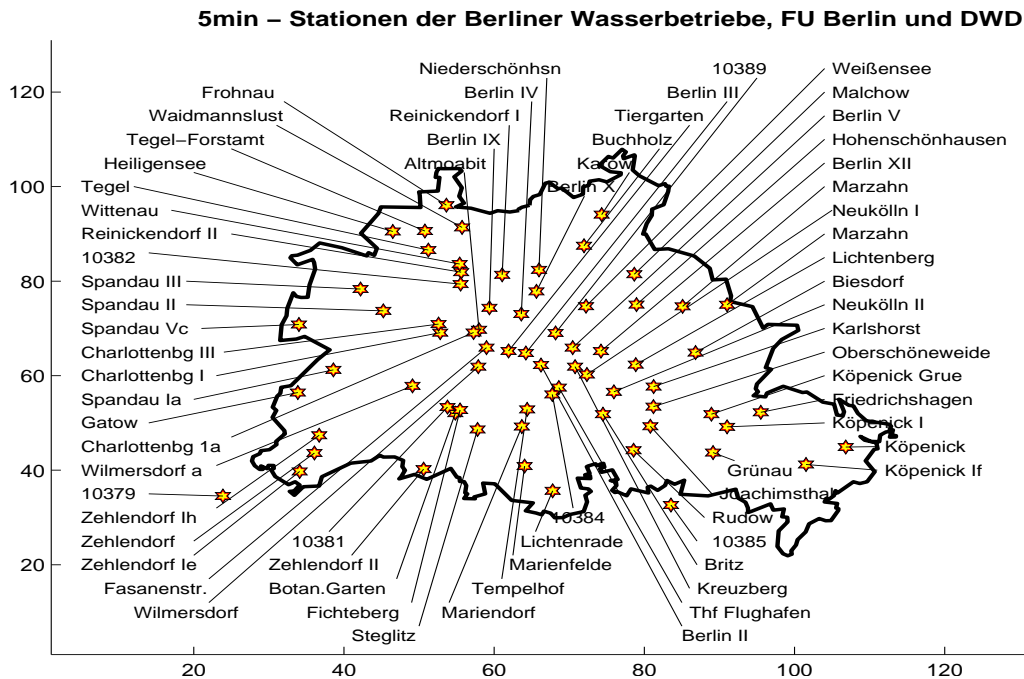 5min – Stationen der Berliner Wasserbetriebe, FU Berlin und DWD
Niederschönhsn
10389
Weißensee
Frohnau
Berlin IV
Berlin III
Malchow
Waidmannslust
Reinickendorf I
Tiergarten
Berlin V
Tegel–Forstamt
Berlin IX
Buchholz
Hohenschönhausen
Heiligensee
Altmoabit
Karow
Berlin XII
Tegel
Berlin X
Marzahn
Wittenau
Neukölln I
Reinickendorf II
Marzahn
10382
Lichtenberg
Spandau III
Biesdorf
Spandau II
Neukölln II
Spandau Vc
Karlshorst
Charlottenbg III
Oberschöneweide
Charlottenbg I
Köpenick Grue
Spandau Ia
Friedrichshagen
Gatow
Köpenick I
Charlottenbg 1a
Köpenick
Wilmersdorf a
Grünau
Köpenick If
10379
Joachimsthal
Zehlendorf Ih
10384
Rudow
Zehlendorf
10381
Lichtenrade
10385
Zehlendorf Ie
Zehlendorf II
Marienfelde
Britz
Fasanenstr.
Botan.Garten
Tempelhof
Kreuzberg
Wilmersdorf
Fichteberg
Mariendorf
Thf Flughafen
Steglitz
Berlin II
120
100
80
60
40
20
20
40
60
80
100
120